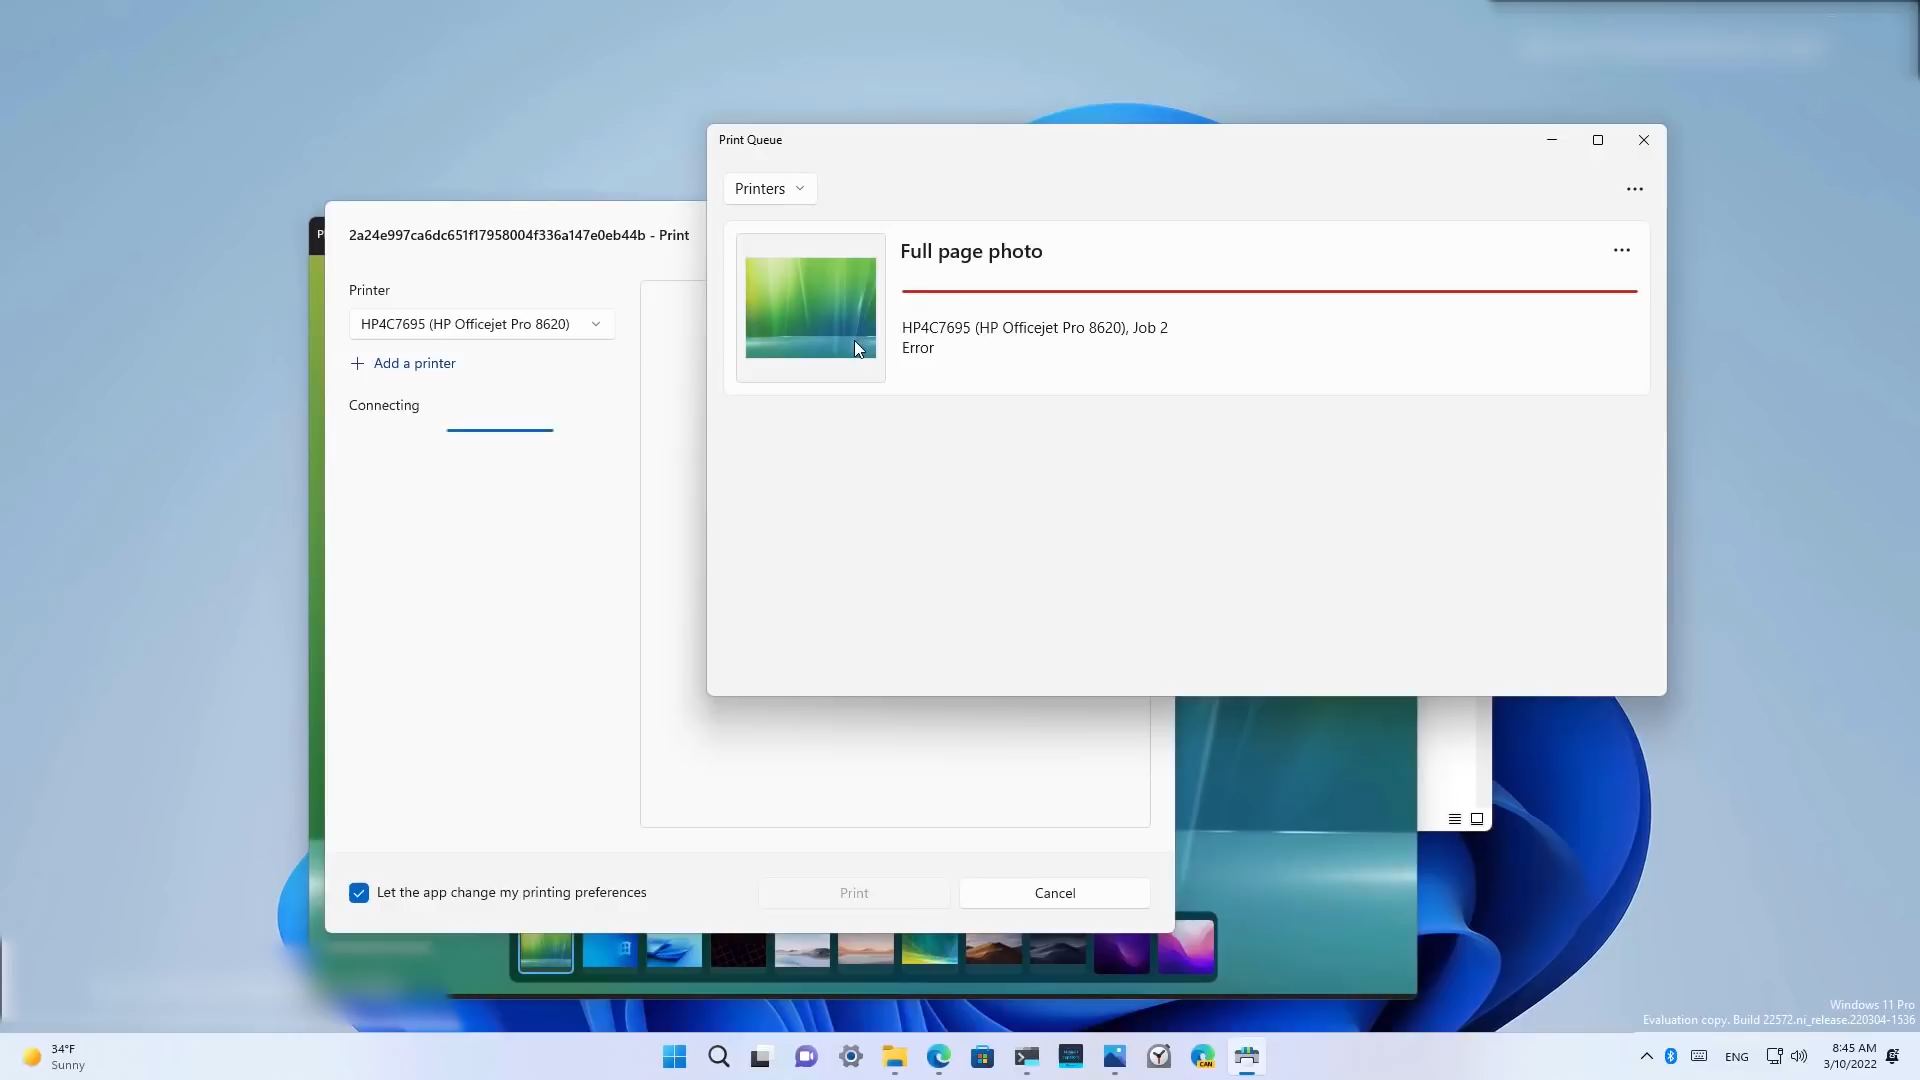 Print Queue
Printers
Full page photo
HP4C7695 (HP Officejet Pro 8620), Job 2
Error
P
2a24e997ca6dc651f17958004f336a147e0eb44b - Print
Printer
HP4C7695 (HP Officejet Pro 8620)
Add a printer
Connecting
Let the app change my printing preferences
Print
Cancel
Windows 11 Pro
Evaluation copy. Build 22572.ni_release.220304-1536
34°F
Sunny
CAN
ENG
8:45 AM
3/10/2022